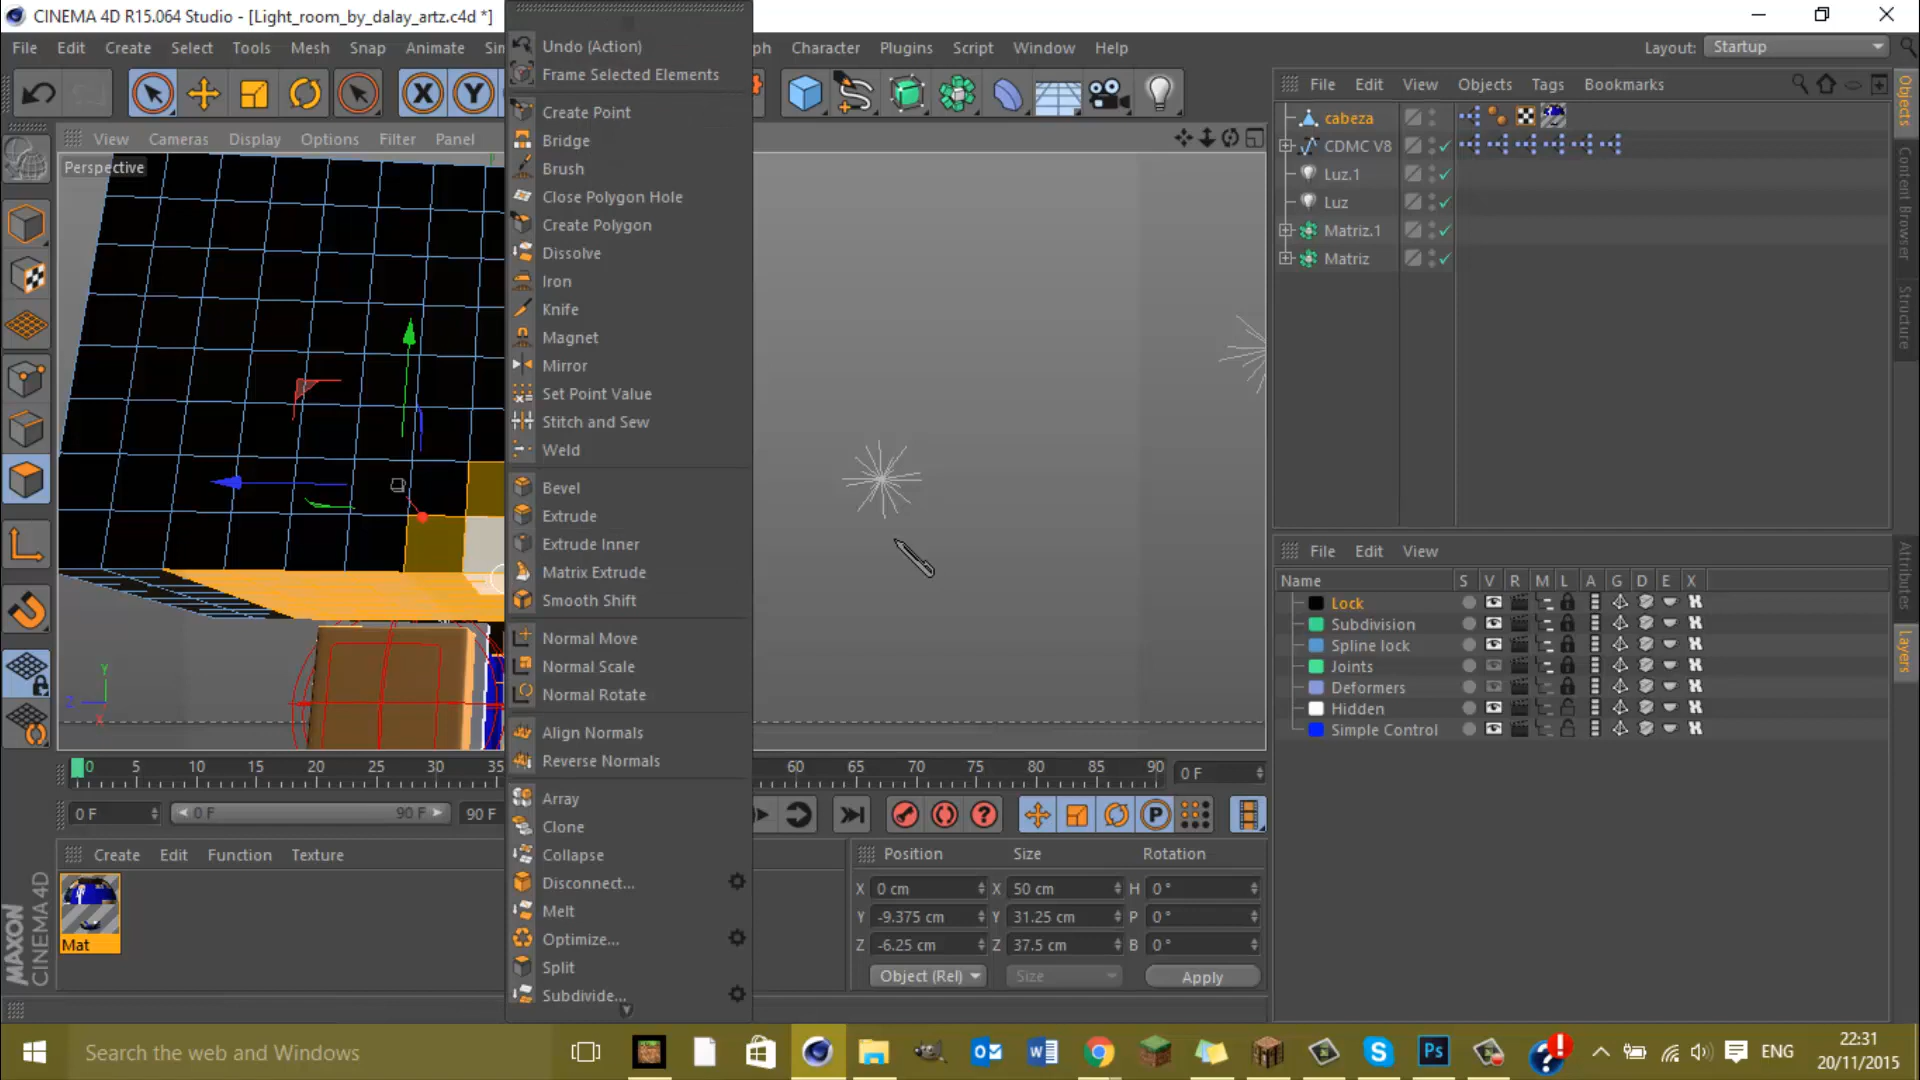 CINEMA 4D R15.064 Studio - [Light_room_by_dalay_artz.c4d *]
File Edit Create Select Tools Mesh Snap Animate Sim
ph Character Plugins Script Window Help
Layout: Startup
Undo (Action)
Frame Selected Elements
Create Point
Bridge
Brush
Close Polygon Hole
Create Polygon
Dissolve
Iron
Knife
Magnet
Mirror
Set Point Value
Stitch and Sew
Weld
Bevel
Extrude
Extrude Inner
Matrix Extrude
Smooth Shift
Normal Move
Normal Scale
Normal Rotate
Align Normals
Reverse Normals
Array
Clone
Collapse
Disconnect...
Melt
Optimize...
Split
Subdivide...
X Y
View Cameras Display Options Filter Panel
Perspective
Y
Z
X
File Edit View Objects Tags Bookmarks
cabeza
CDMC V8
Luz.1
Luz
Matriz.1
Matriz
Objects
Content Browser
Structure
File Edit View
Name S V R M L A G D E X
Lock
Subdivision
Spline lock
Joints
Deformers
Hidden
Simple Control
Attributes
Layers
0 5 10 15 20 25 30 35
60 65 70 75 80 85 90 0 F
0 F 0 F 90 F 90 F
P
Create Edit Function Texture
Mat
MAXON
CINEMA 4D
Position Size Rotation
X 0 cm X 50 cm H 0 °
Y -9.375 cm Y 31.25 cm P 0 °
Z -6.25 cm Z 37.5 cm B 0 °
Object (Rel) Size Apply
Search the web and Windows
Ps
ENG
22:31
20/11/2015